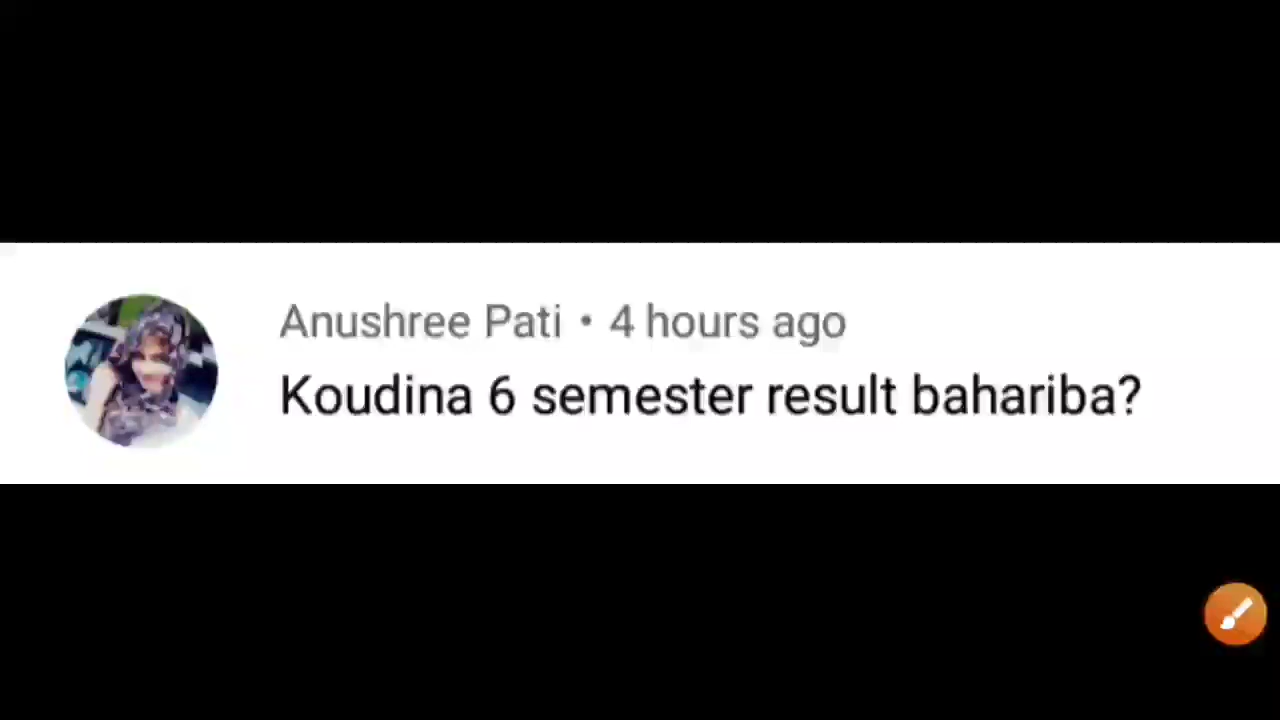 Anushree Pati • 4 hours ago
Koudina 6 semester result bahariba?